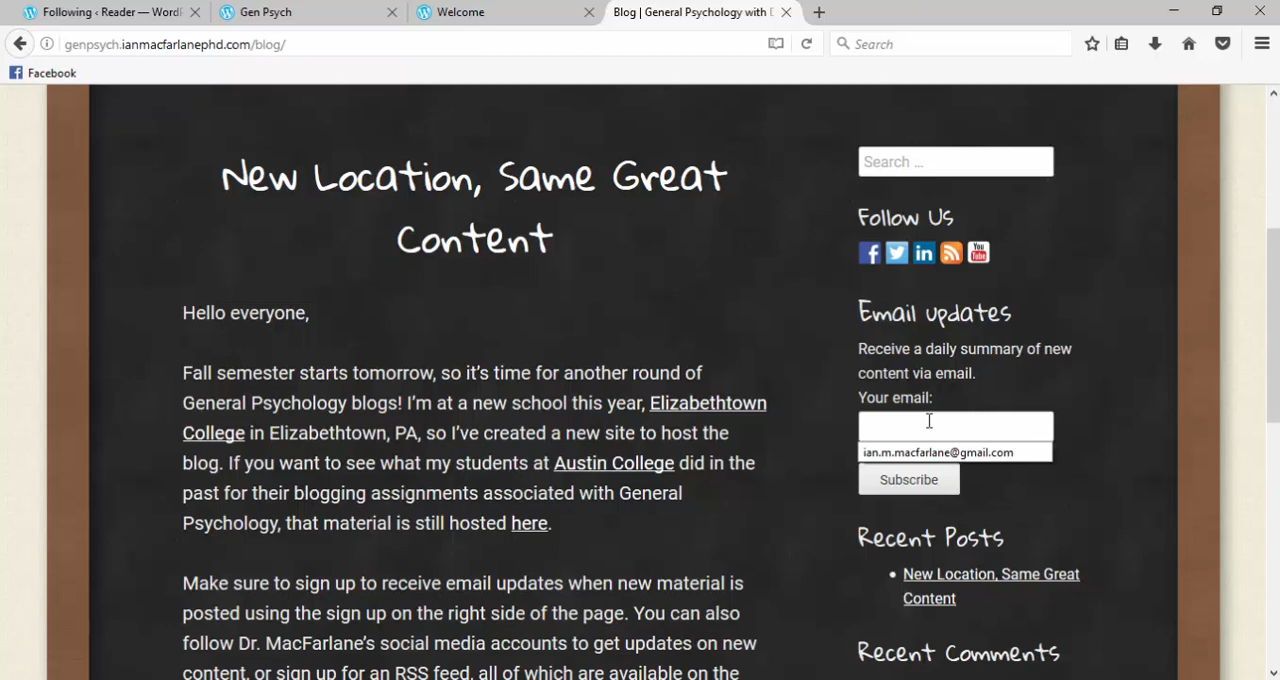 Following ‹ Reader — WordP
Gen Psych
Welcome
Blog | General Psychology with D
genpsych.ianmacfarlanephd.com/blog/
Search
Facebook
New Location, Same Great
Content
Hello everyone,
Fall semester starts tomorrow, so it's time for another round of
General Psychology blogs! I'm at a new school this year, Elizabethtown
College in Elizabethtown, PA, so I've created a new site to host the
blog. If you want to see what my students at Austin College did in the
past for their blogging assignments associated with General
Psychology, that material is still hosted here.
Make sure to sign up to receive email updates when new material is
posted using the sign up on the right side of the page. You can also
follow Dr. MacFarlane's social media accounts to get updates on new
content, or sign up for an RSS feed, all of which are available on the
Search …
Follow Us
You Tube
Email updates
Receive a daily summary of new
content via email.
Your email:
ian.m.macfarlane@gmail.com
Subscribe
Recent Posts
New Location, Same Great
Content
Recent Comments